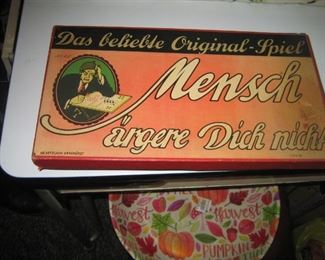 Das beliebte Original-Spiel
Mensch
ärgere Dich nicht
Harvest
Harvest
PUMPKIN